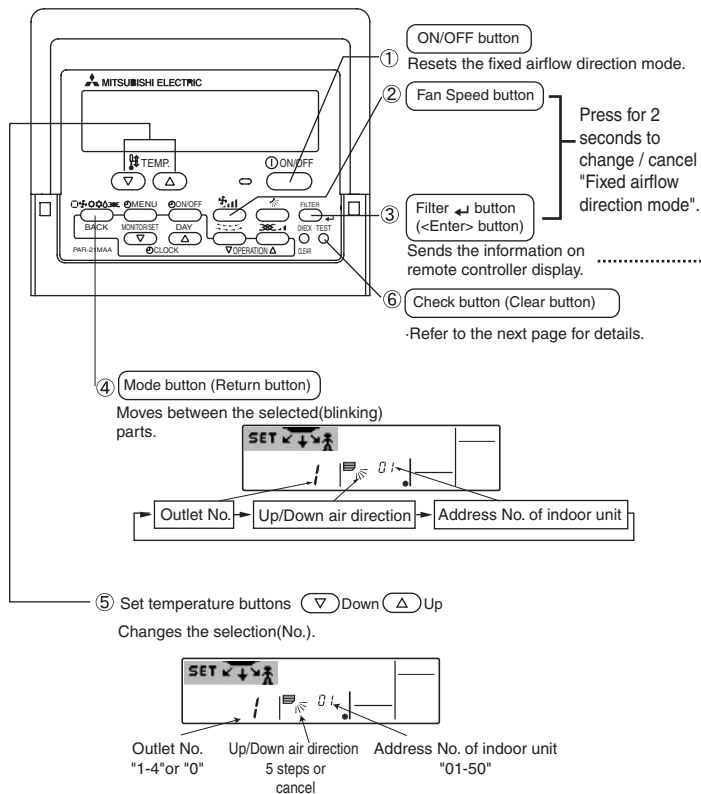 ① ON/OFF button
Resets the fixed airflow direction mode.
MITSUBISHI ELECTRIC
② Fan Speed button
Press for 2
seconds to
change / cancel
"Fixed airflow
direction mode".
TEMP. ON/OFF
③ Filter ↵ button
(<Enter> button)
Sends the information on
remote controller display.
MENU ON/OFF FILTER
BACK MONITOR/SET DAY CHECK TEST
PAR-21MAA CLOCK OPERATION CLEAR
⑥ Check button (Clear button)
·Refer to the next page for details.
④ Mode button (Return button)
Moves between the selected(blinking)
parts.
SET
1 01
Outlet No. Up/Down air direction Address No. of indoor unit
⑤ Set temperature buttons ▽ Down △ Up
Changes the selection(No.).
SET
1 01
Outlet No. Up/Down air direction Address No. of indoor unit
"1-4"or "0" 5 steps or "01-50"
cancel